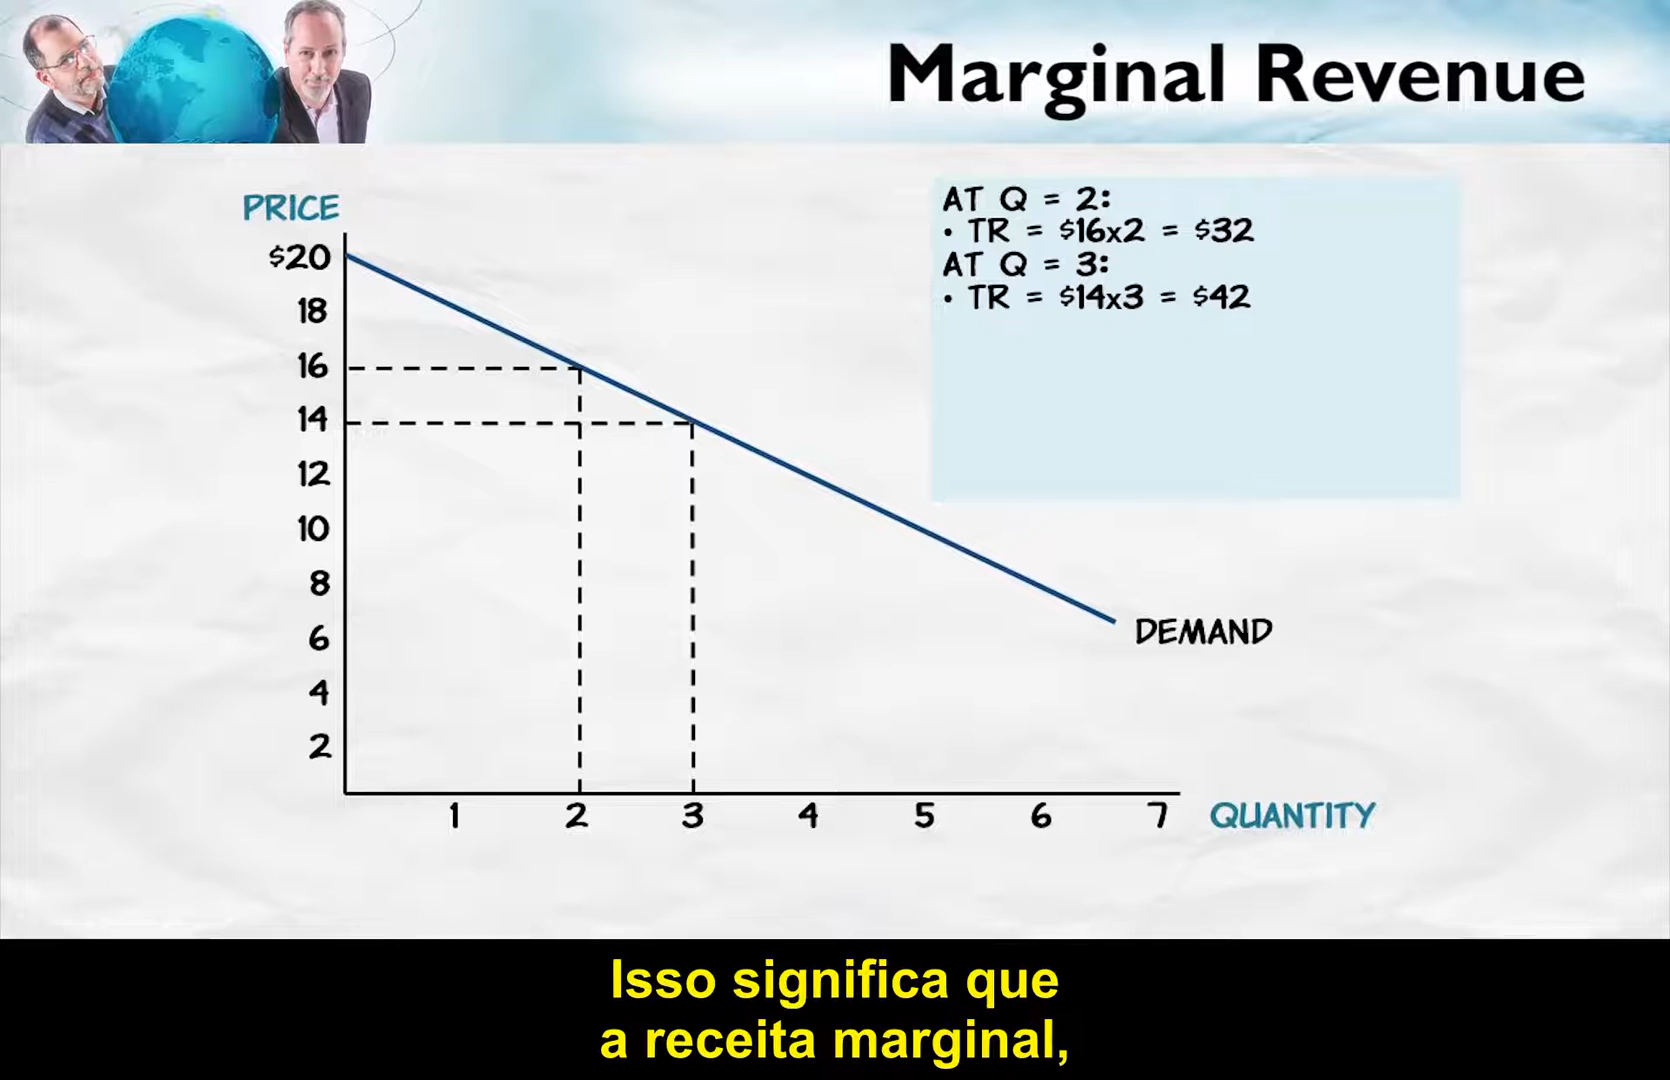 Marginal Revenue
PRICE
$20
18
16
14
12
10
8
6
4
2
AT Q = 2:
• TR = $16x2 = $32
AT Q = 3:
• TR = $14x3 = $42
DEMAND
1 2 3 4 5 6 7 QUANTITY
Isso significa que
a receita marginal,